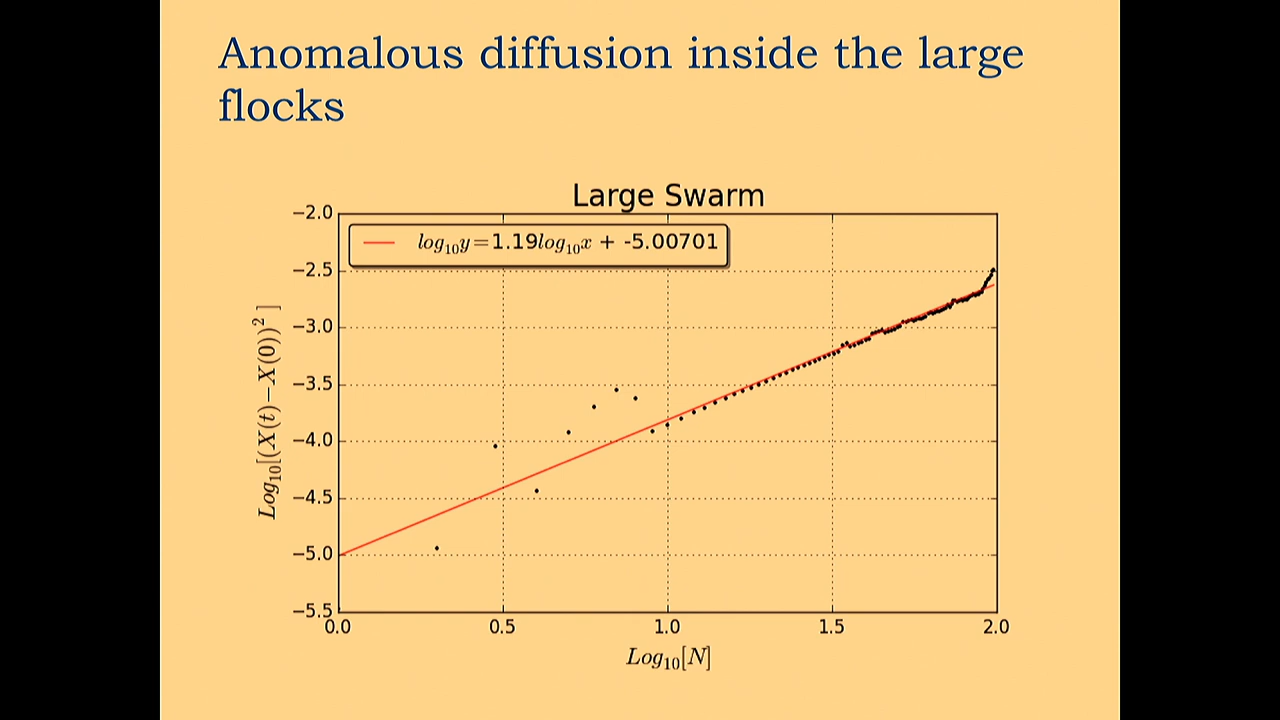 Anomalous diffusion inside the large
flocks
Large Swarm
log₁₀y=1.19log₁₀x + -5.00701
−2.0
−2.5
−3.0
−3.5
−4.0
−4.5
−5.0
−5.5
Log₁₀[(X(t)−X(0))² ]
0.0 0.5 1.0 1.5 2.0
Log₁₀[N]